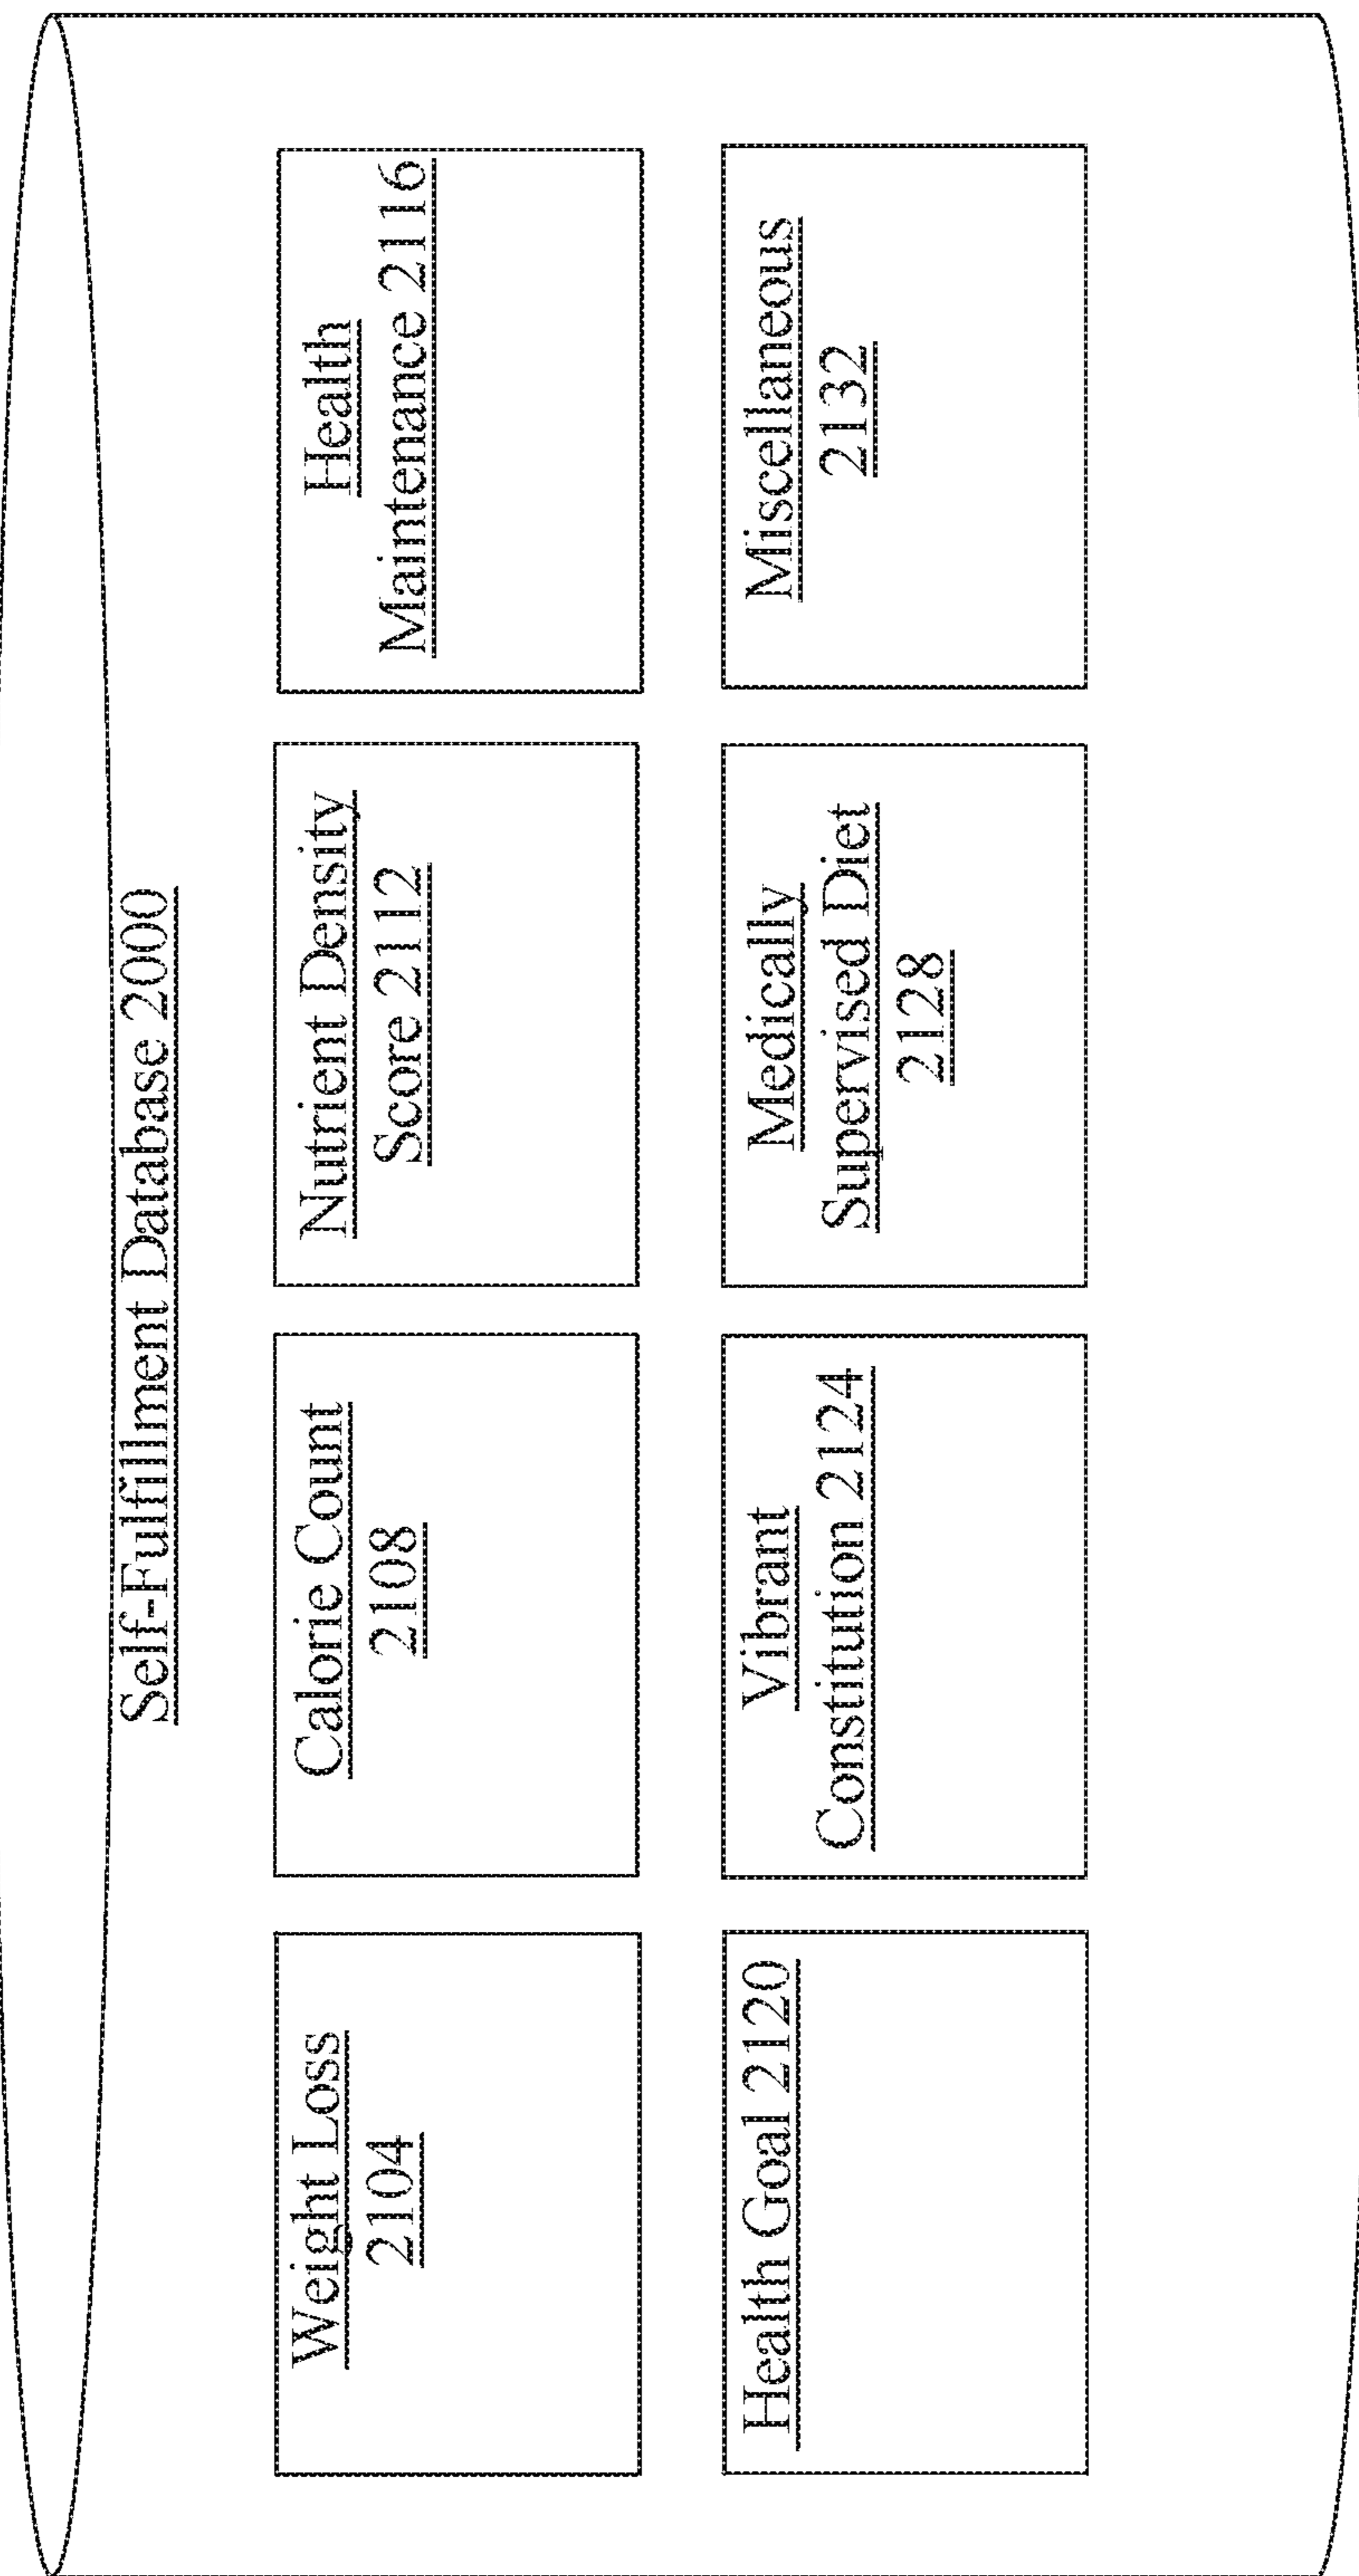 Self-Fulfillment Database 2000
Weight Loss
2104
Calorie Count
2108
Nutrient Density
Score 2112
Health
Maintenance 2116
Health Goal 2120
Vibrant
Constitution 2124
Medically
Supervised Diet
2128
Miscellaneous
2132